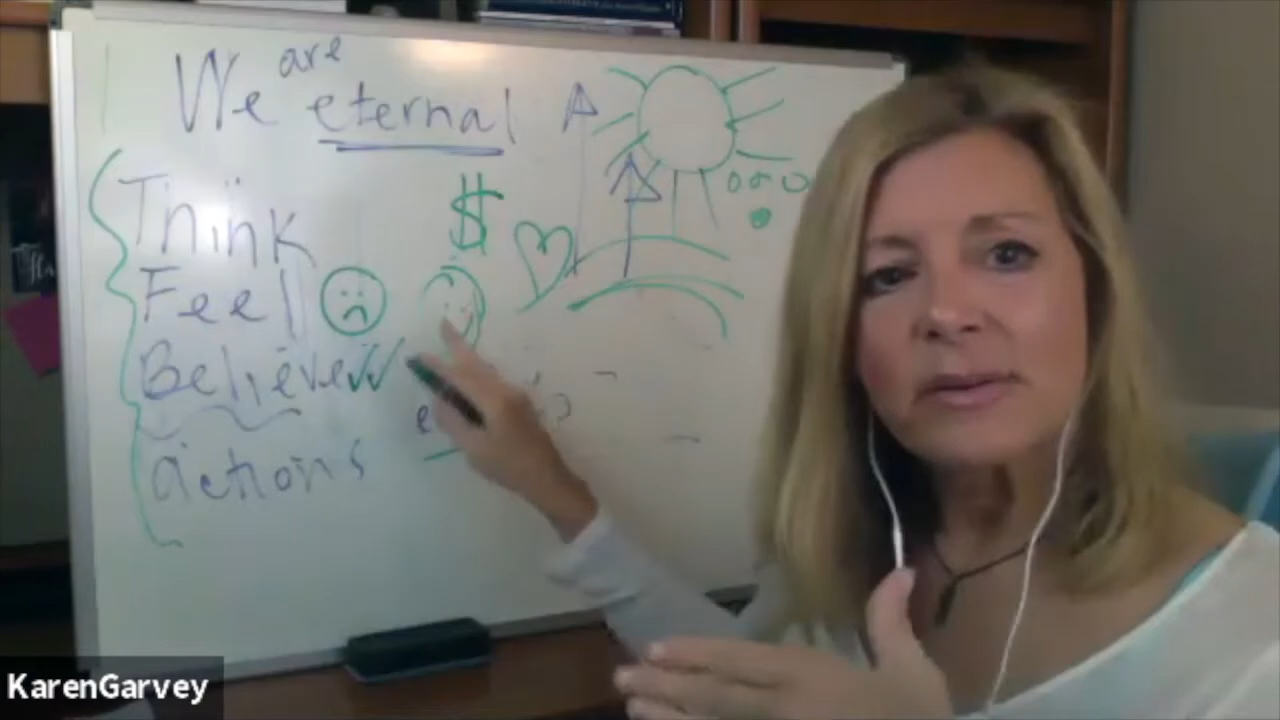 We are eternal
Think
$
Feel
Believe
actions
KarenGarvey